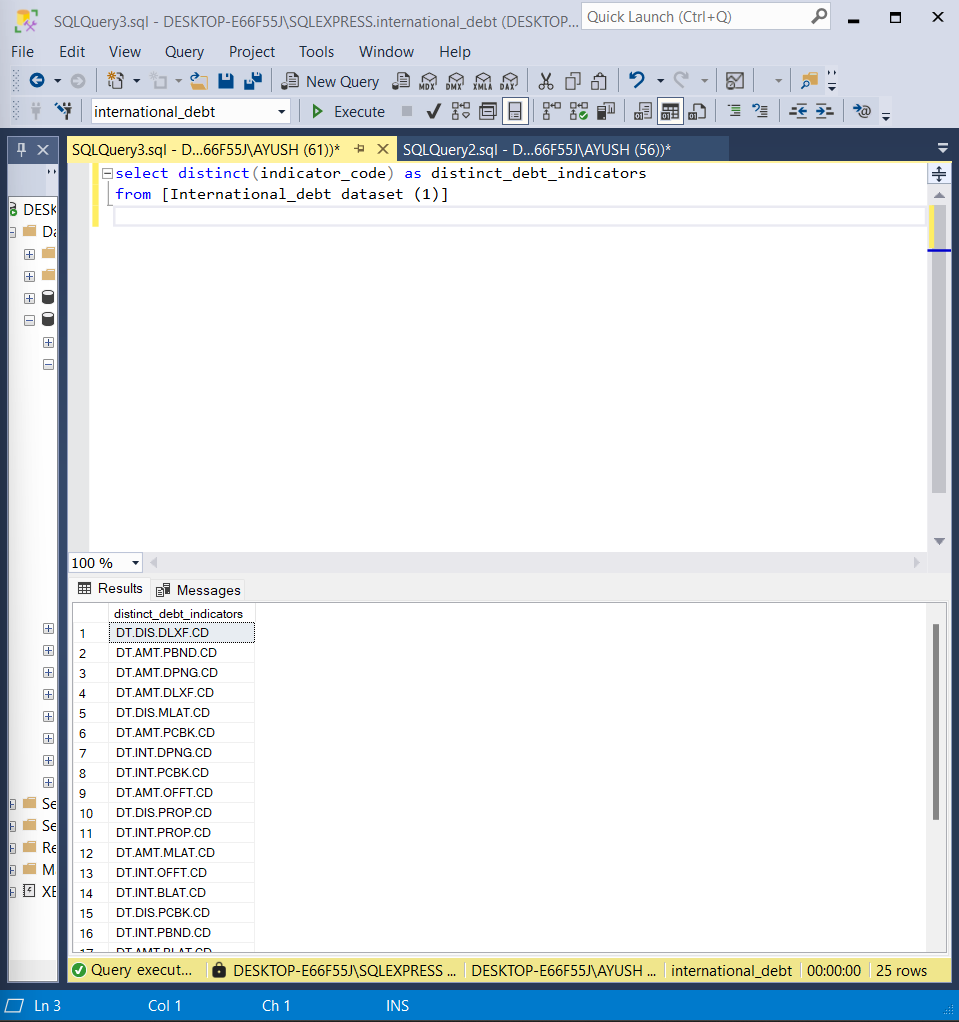 SQLQuery3.sql - DESKTOP-E66F55J\SQLEXPRESS.international_debt (DESKTOP...
Quick Launch (Ctrl+Q)
File Edit View Query Project Tools Window Help
New Query MDX DMX XMLA DAX
international_debt Execute
SQLQuery3.sql - D...66F55J\AYUSH (61))* SQLQuery2.sql - D...66F55J\AYUSH (56))*
select distinct(indicator_code) as distinct_debt_indicators
from [International_debt dataset (1)]
DESK
Da
Se
Se
Re
M
XE
100 %
Results Messages
distinct_debt_indicators
1 DT.DIS.DLXF.CD
2 DT.AMT.PBND.CD
3 DT.AMT.DPNG.CD
4 DT.AMT.DLXF.CD
5 DT.DIS.MLAT.CD
6 DT.AMT.PCBK.CD
7 DT.INT.DPNG.CD
8 DT.INT.PCBK.CD
9 DT.AMT.OFFT.CD
10 DT.DIS.PROP.CD
11 DT.INT.PROP.CD
12 DT.AMT.MLAT.CD
13 DT.INT.OFFT.CD
14 DT.INT.BLAT.CD
15 DT.DIS.PCBK.CD
16 DT.INT.PBND.CD
17 DT.AMT.BLAT.CD
Query execut... DESKTOP-E66F55J\SQLEXPRESS ... DESKTOP-E66F55J\AYUSH ... international_debt 00:00:00 25 rows
Ln 3 Col 1 Ch 1 INS